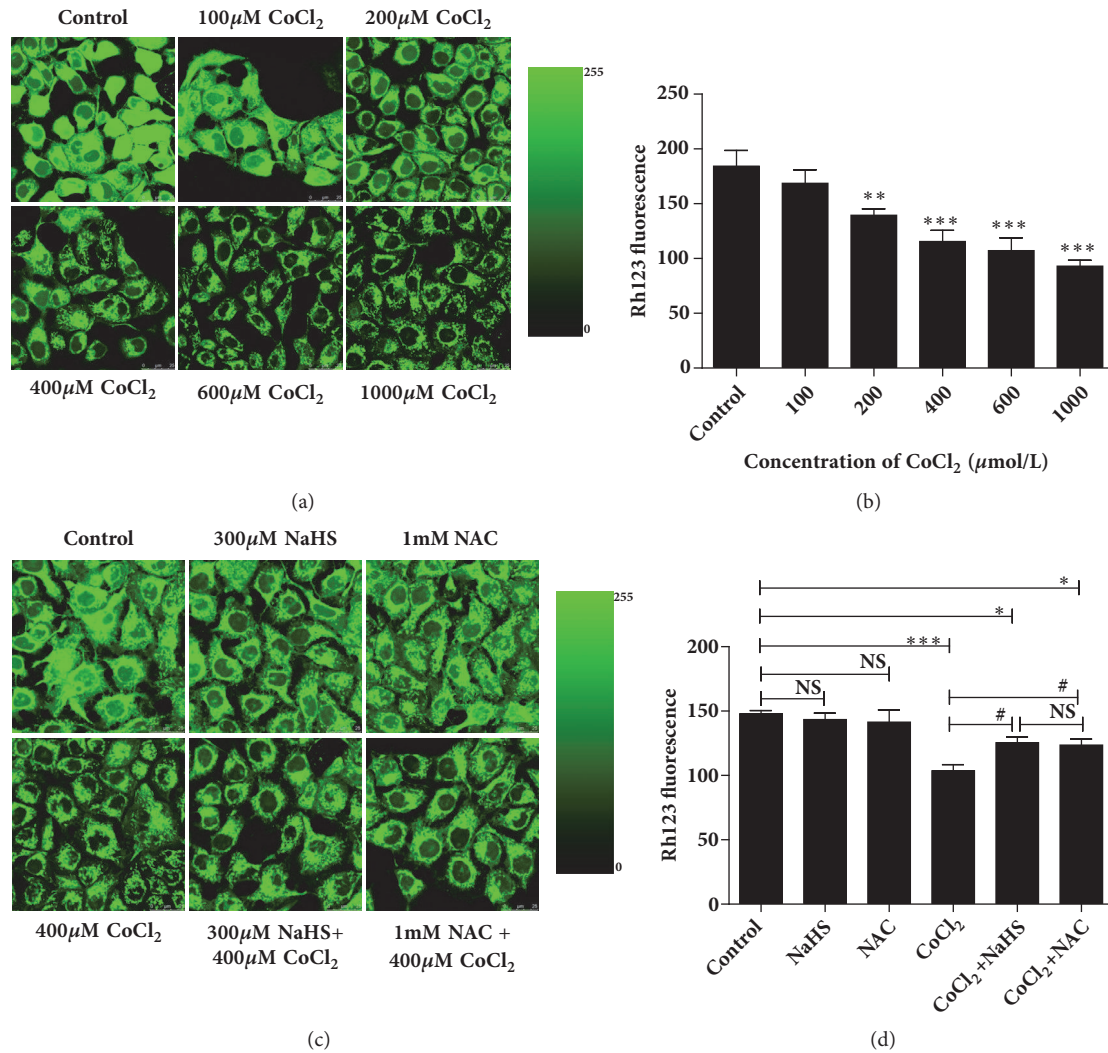 Control 100μM CoCl₂ 200μM CoCl₂
255
0
400μM CoCl₂ 600μM CoCl₂ 1000μM CoCl₂
(a)
Rh123 fluorescence
250
200
150
100
50
0
**
***
***
***
Control 100 200 400 600 1000
Concentration of CoCl₂ (μmol/L)
(b)
Control 300μM NaHS 1mM NAC
255
0
400μM CoCl₂ 300μM NaHS+ 1mM NAC +
400μM CoCl₂ 400μM CoCl₂
(c)
Rh123 fluorescence
200
150
100
50
0
*
*
***
NS
NS
#
#
NS
Control NaHS NAC CoCl₂ CoCl₂+NaHS CoCl₂+NAC
(d)